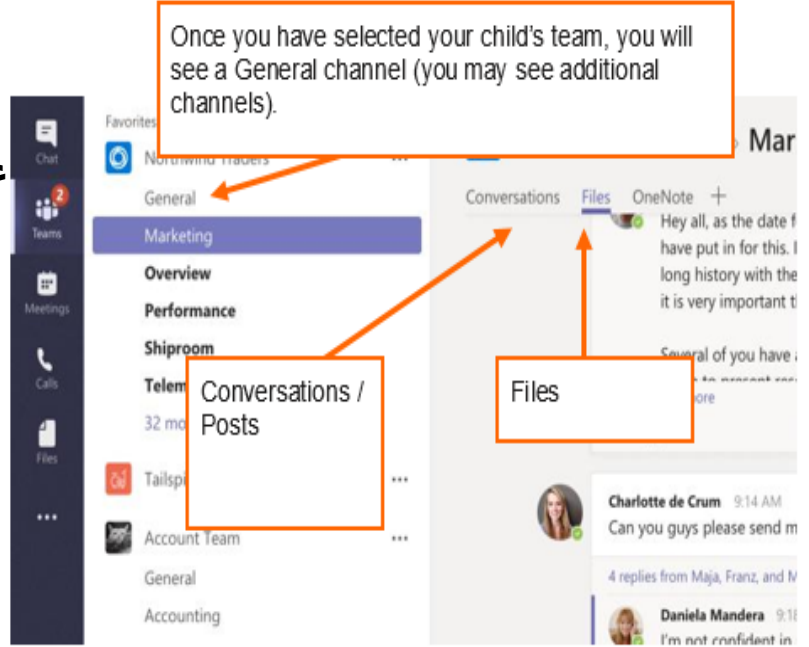 Once you have selected your child's team, you will
see a General channel (you may see additional
channels).
Favorites
Northwind Traders
...
Mar
Chat
General
Conversations Files OneNote +
2
Teams
Marketing
Hey all, as the date
have put in for this.
Overview
long history with the
Meetings
Performance
it is very important
Shiproom
Several of you have
Calls
Conversations /
Posts
Files
32
Files
...
Account Team
...
Charlotte de Crum 9:14 AM
Can you guys please send
General
4 replies from Maja, Franz, and
Accounting
Daniela Mandera
I'm not confident in